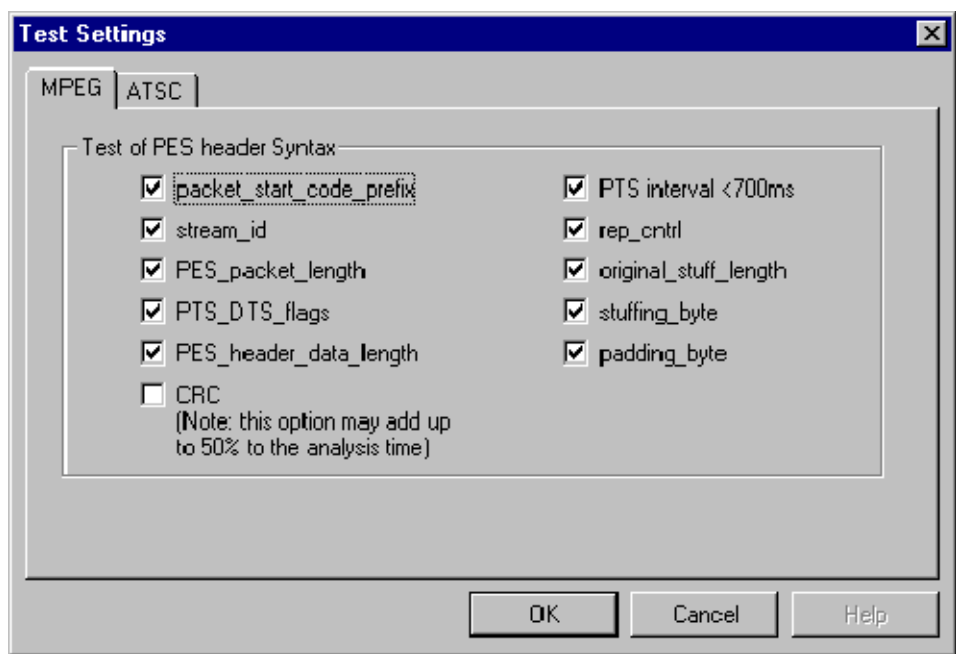 Test Settings
MPEG
ATSC
Test of PES header Syntax
packet_start_code_prefix
stream_id
PES_packet_length
PTS_DTS_flags
PES_header_data_length
CRC
(Note: this option may add up
to 50% to the analysis time)
PTS interval <700ms
rep_cntrl
original_stuff_length
stuffing_byte
padding_byte
OK
Cancel
Help